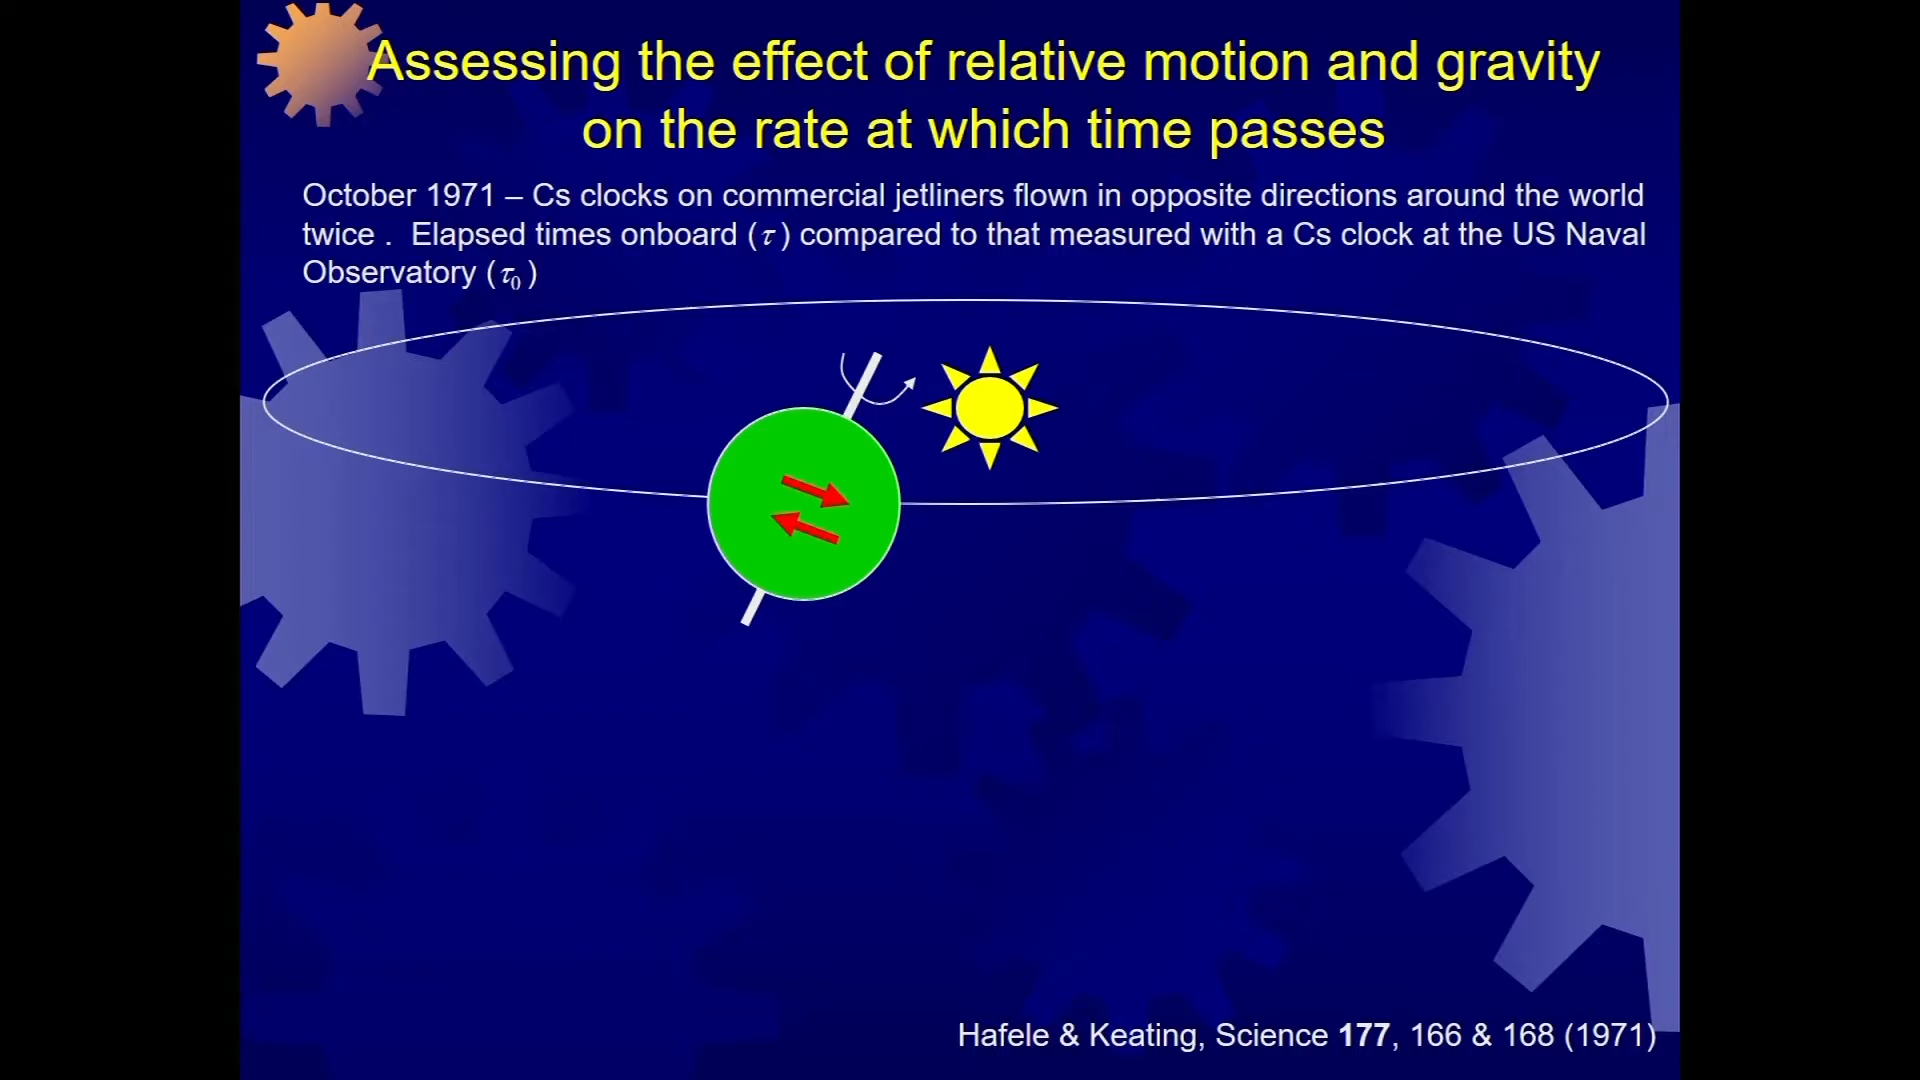 Assessing the effect of relative motion and gravity
on the rate at which time passes
October 1971 – Cs clocks on commercial jetliners flown in opposite directions around the world
twice .  Elapsed times onboard (τ ) compared to that measured with a Cs clock at the US Naval
Observatory ( τ₀ )
Hafele & Keating, Science 177, 166 & 168 (1971)